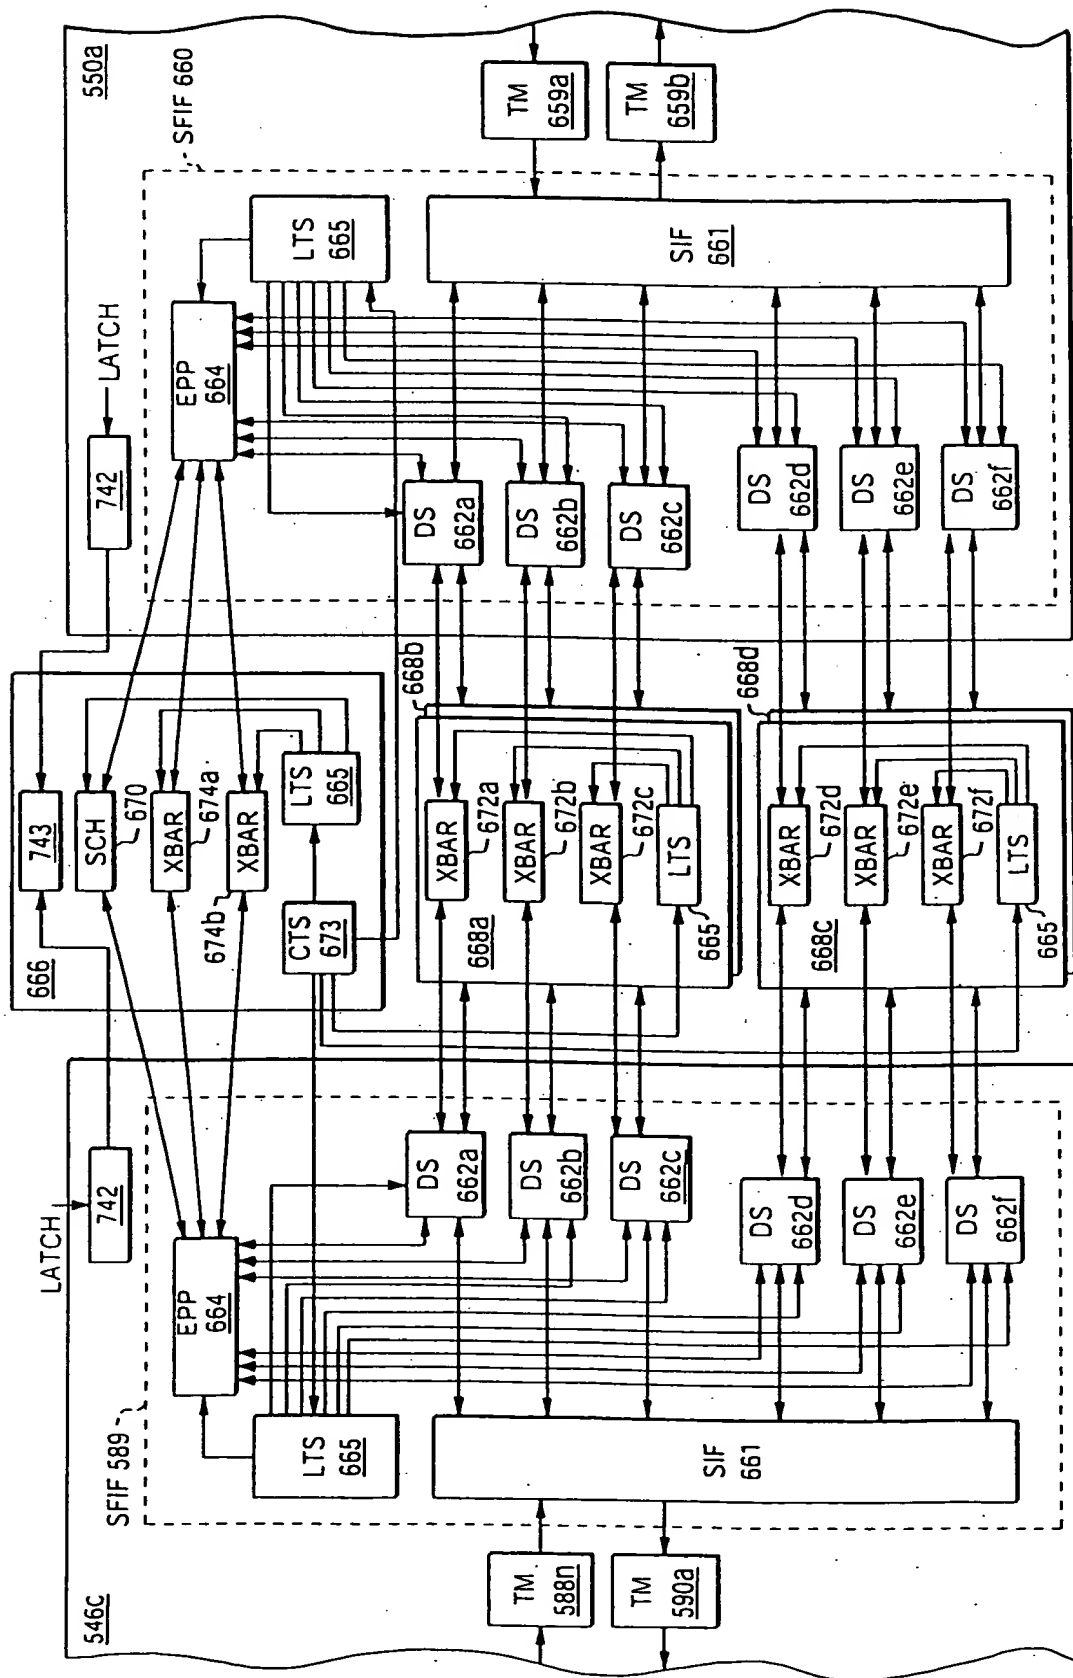 546c
SFIF 589
LATCH
742
EPP
664
LTS
665
TM
588n
TM
590a
SIF
661
DS
662a
DS
662b
DS
662c
DS
662d
DS
662e
DS
662f
666
743
SCH
670
XBAR
674a
XBAR
674b
LTS
665
CTS
673
668a
668b
XBAR
672a
XBAR
672b
XBAR
672c
LTS
665
668c
668d
XBAR
672d
XBAR
672e
XBAR
672f
LTS
665
550a
SFIF 660
LATCH
742
EPP
664
LTS
665
DS
662a
DS
662b
DS
662c
DS
662d
DS
662e
DS
662f
SIF
661
TM
659a
TM
659b